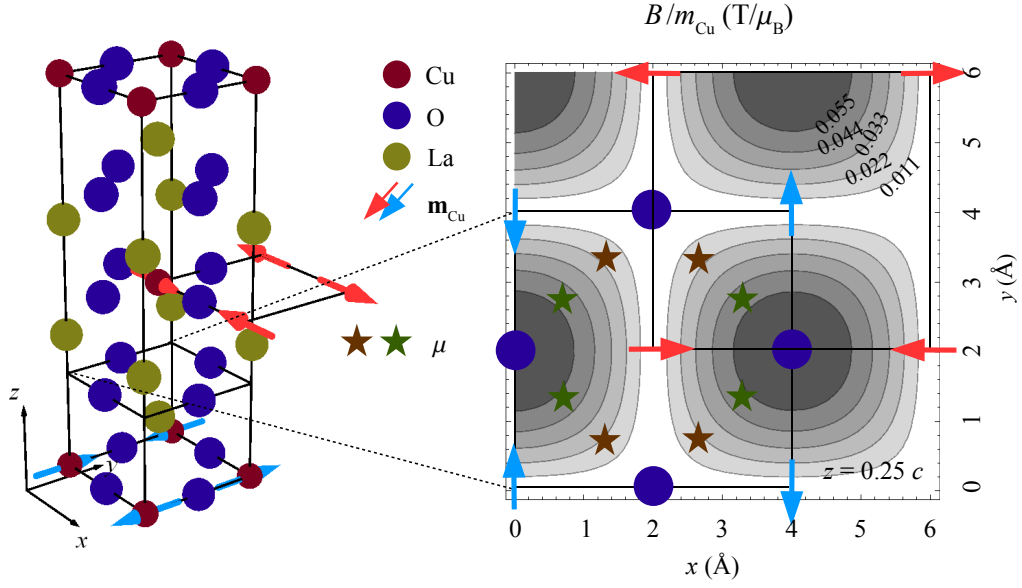 B/m_Cu (T/μ_B)
Cu
O
La
m_Cu
μ
z
y
x
0.055
0.044
0.033
0.022
0.011
6
5
4
3
2
1
0
y (Å)
z = 0.25 c
0 1 2 3 4 5 6
x (Å)